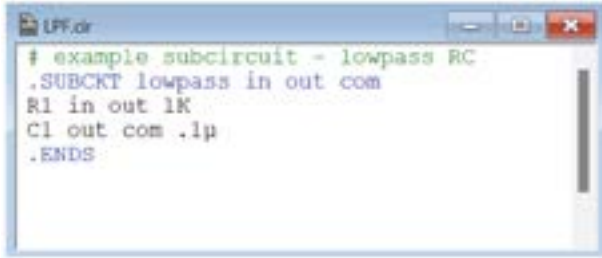 LPF.cir
# example subcircuit - lowpass RC
.SUBCKT lowpass in out com
R1 in out 1K
C1 out com .1µ
.ENDS